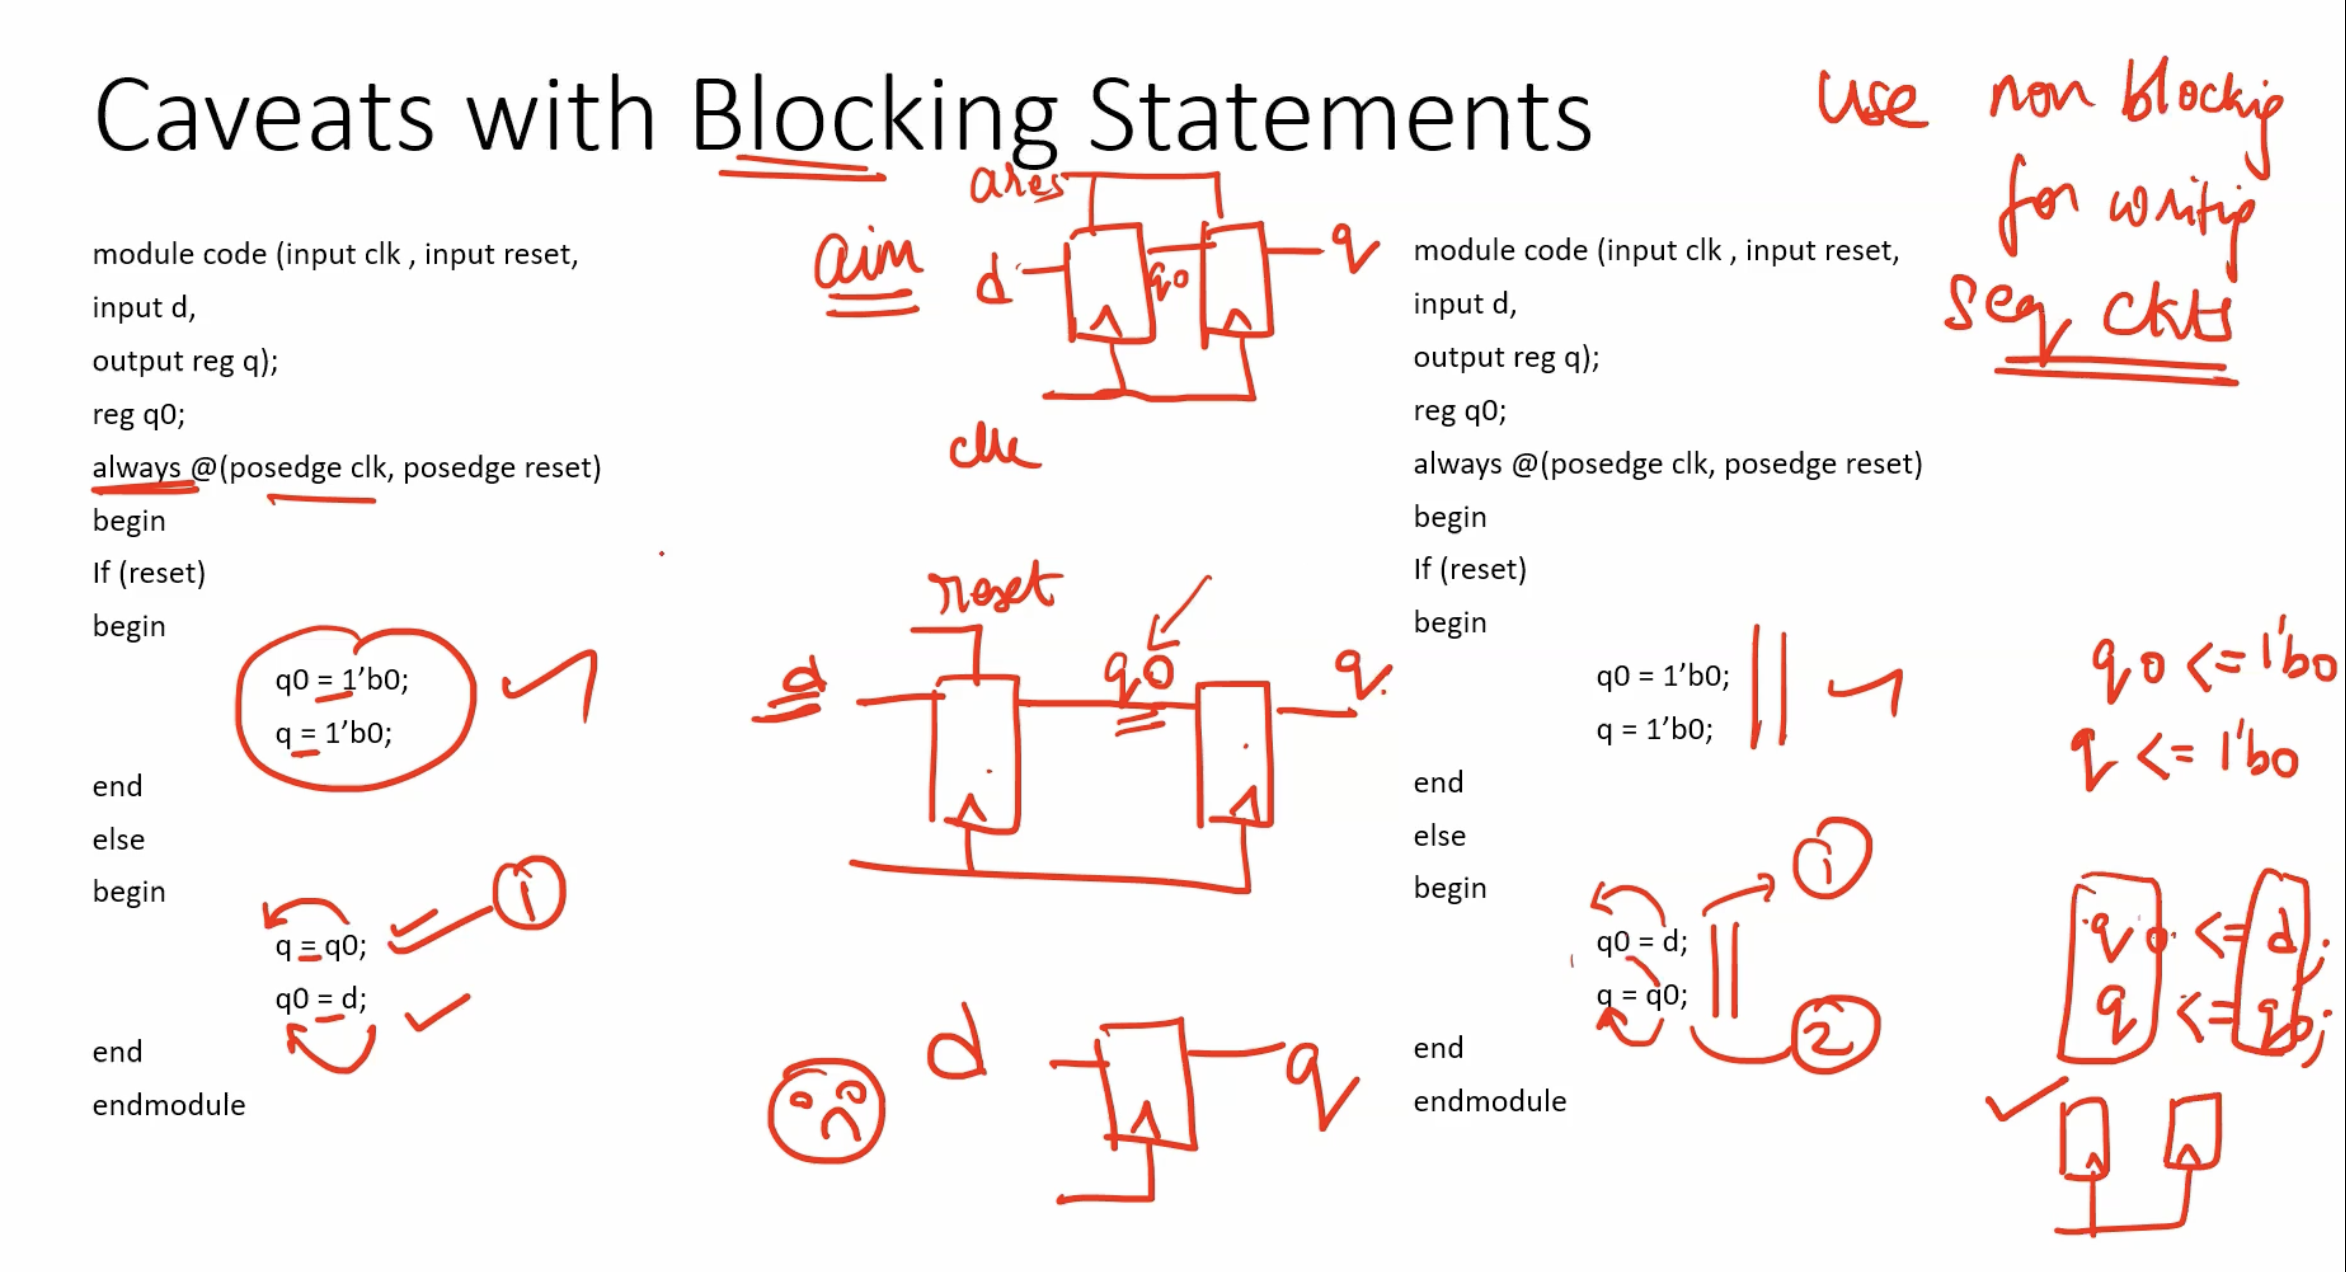 Caveats with Blocking Statements
use non blockig
for writig
seq ckts
module code (input clk , input reset,
input d,
output reg q);
reg q0;
always @(posedge clk, posedge reset)
begin
If (reset)
begin
q0 = 1’b0;
q = 1’b0;
end
else
begin
q = q0;
q0 = d;
end
endmodule
1
ares
aim
d
q0
q
clk
reset
d
q0
q
d
q
module code (input clk , input reset,
input d,
output reg q);
reg q0;
always @(posedge clk, posedge reset)
begin
If (reset)
begin
q0 = 1’b0;
q = 1’b0;
end
else
begin
q0 = d;
q = q0;
end
endmodule
1
2
q0 <= 1'b0
q <= 1'b0
q0 <= d;
q <= q0;